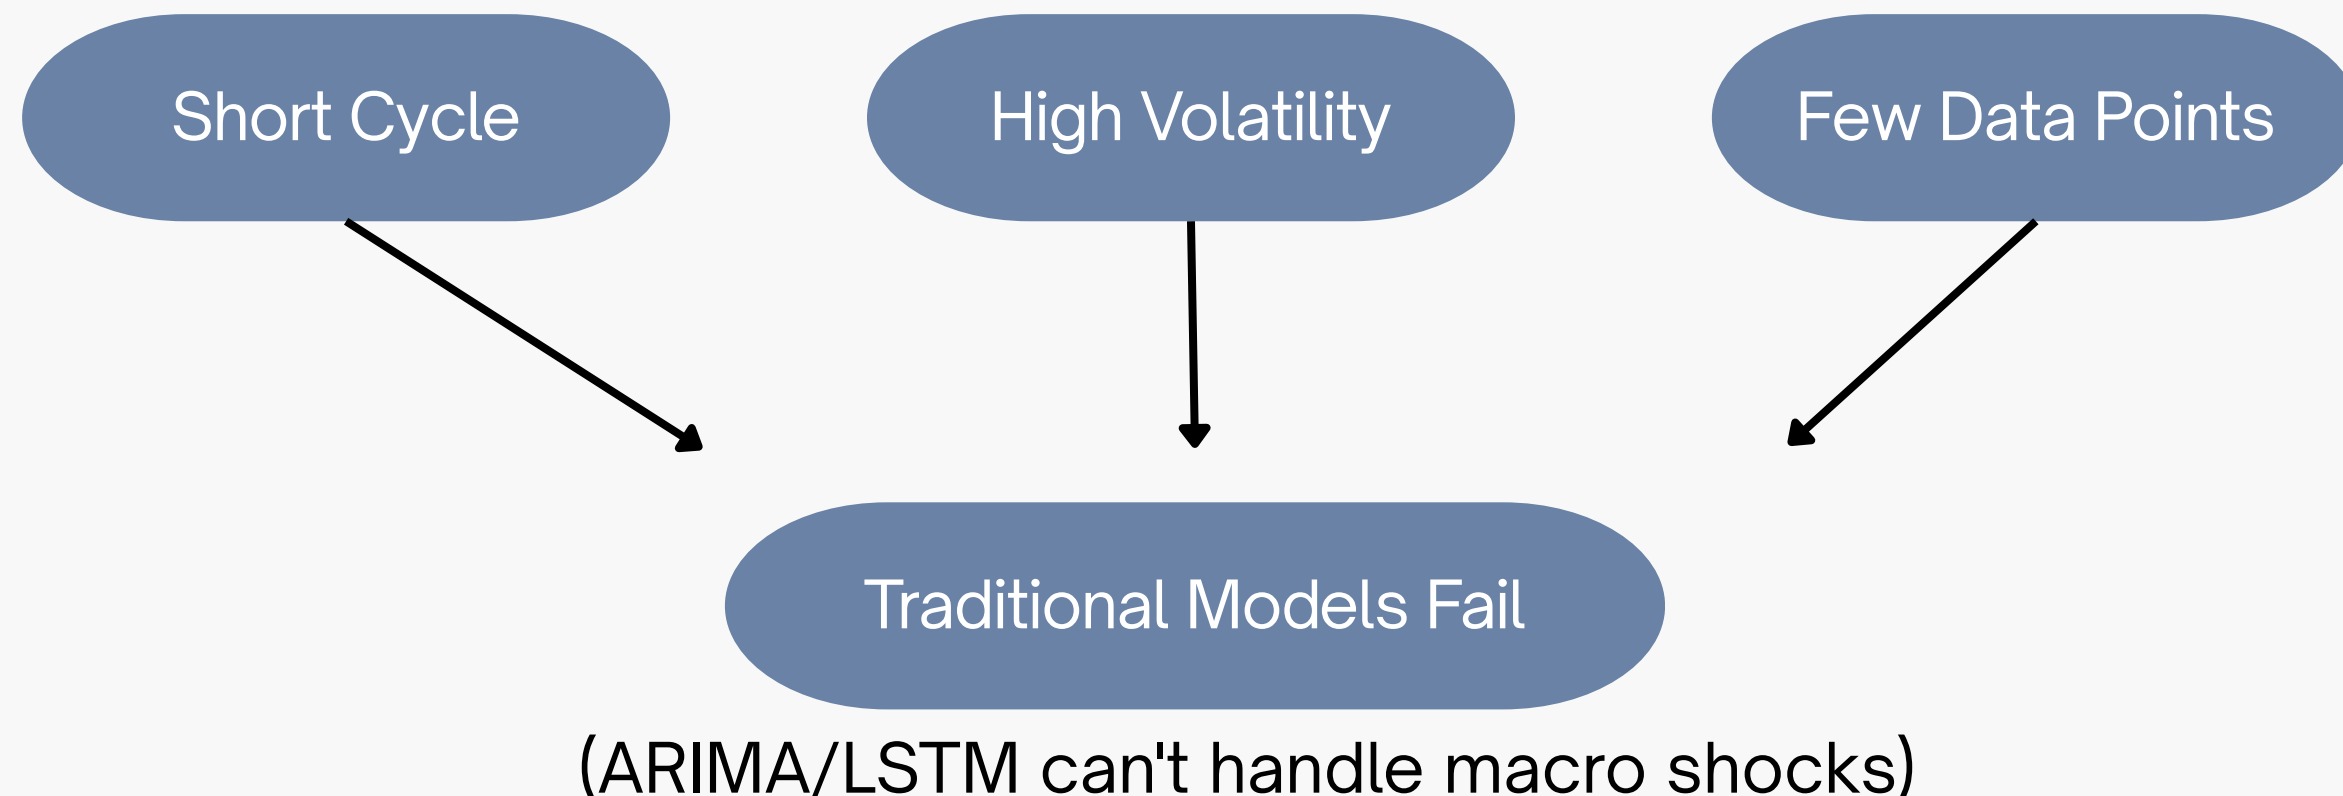 Short Cycle
High Volatility
Few Data Points
Traditional Models Fail
(ARIMA/LSTM can't handle macro shocks)